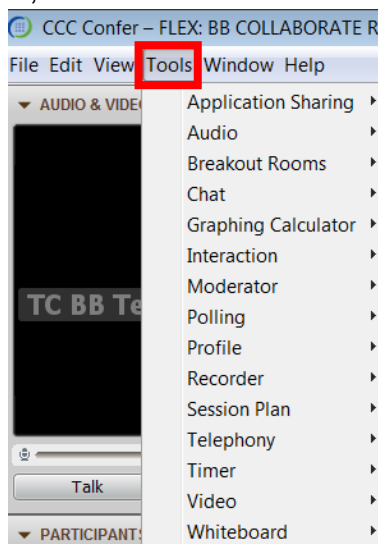 CCC Confer – FLEX: BB COLLABORATE R
File Edit View Tools Window Help
AUDIO & VIDE
Application Sharing
Audio
Breakout Rooms
Chat
Graphing Calculator
Interaction
Moderator
TC BB Te
Polling
Profile
Recorder
Session Plan
Telephony
Timer
Talk
Video
PARTICIPANTS
Whiteboard